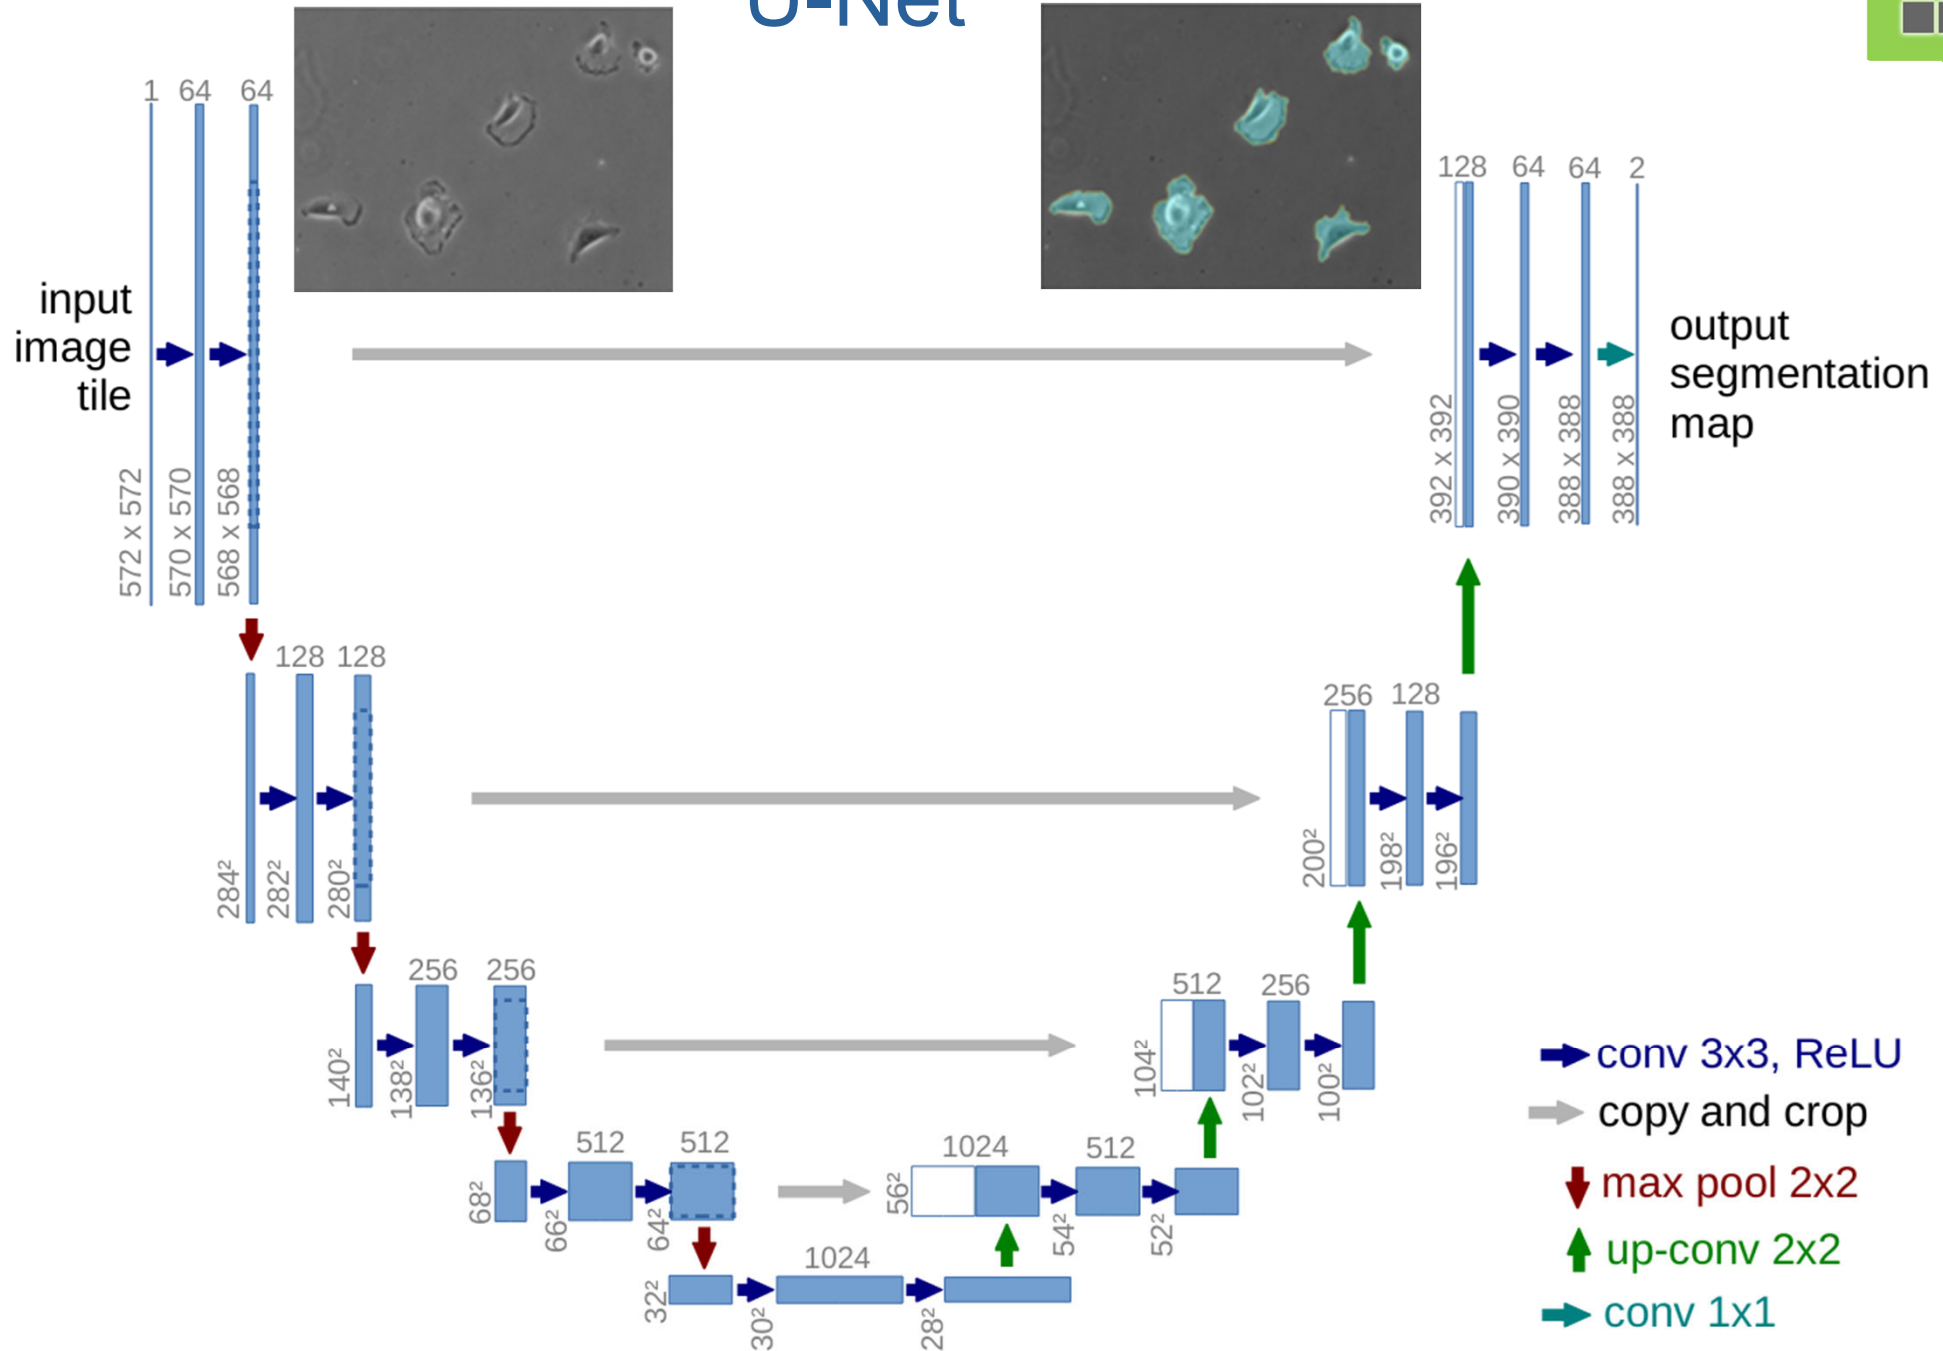 U-Net
1 64 64
input
image
tile
572 x 572
570 x 570
568 x 568
128 64 64 2
output
segmentation
map
392 x 392
390 x 390
388 x 388
388 x 388
128 128
284²
282²
280²
256 128
200²
198²
196²
256 256
140²
138²
136²
512 256
104²
102²
100²
512 512
68²
66²
64²
1024 512
56²
54²
52²
1024
32²
30²
28²
conv 3x3, ReLU
copy and crop
max pool 2x2
up-conv 2x2
conv 1x1